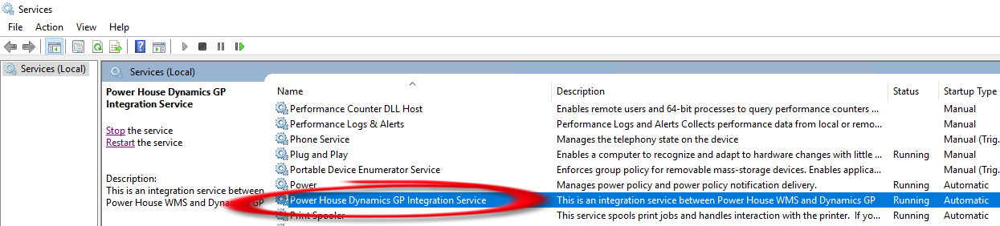 Services
File Action View Help
Services (Local)
Services (Local)
Power House Dynamics GP
Integration Service
Stop the service
Restart the service
Description:
This is an integration service between
Power House WMS and Dynamics GP
Name Description Status Startup Type
Performance Counter DLL Host Enables remote users and 64-bit processes to query performance counters ... Manual
Performance Logs & Alerts Performance Logs and Alerts Collects performance data from local or remo... Manual
Phone Service Manages the telephony state on the device Manual (Trig...
Plug and Play Enables a computer to recognize and adapt to hardware changes with little ... Running Manual
Portable Device Enumerator Service Enforces group policy for removable mass-storage devices. Enables applica... Manual (Trig...
Power Manages power policy and power policy notification delivery. Running Automatic
Power House Dynamics GP Integration Service This is an integration service between Power House WMS and Dynamics GP Running Automatic
Print Spooler This service spools print jobs and handles interaction with the printer. If yo... Running Automatic